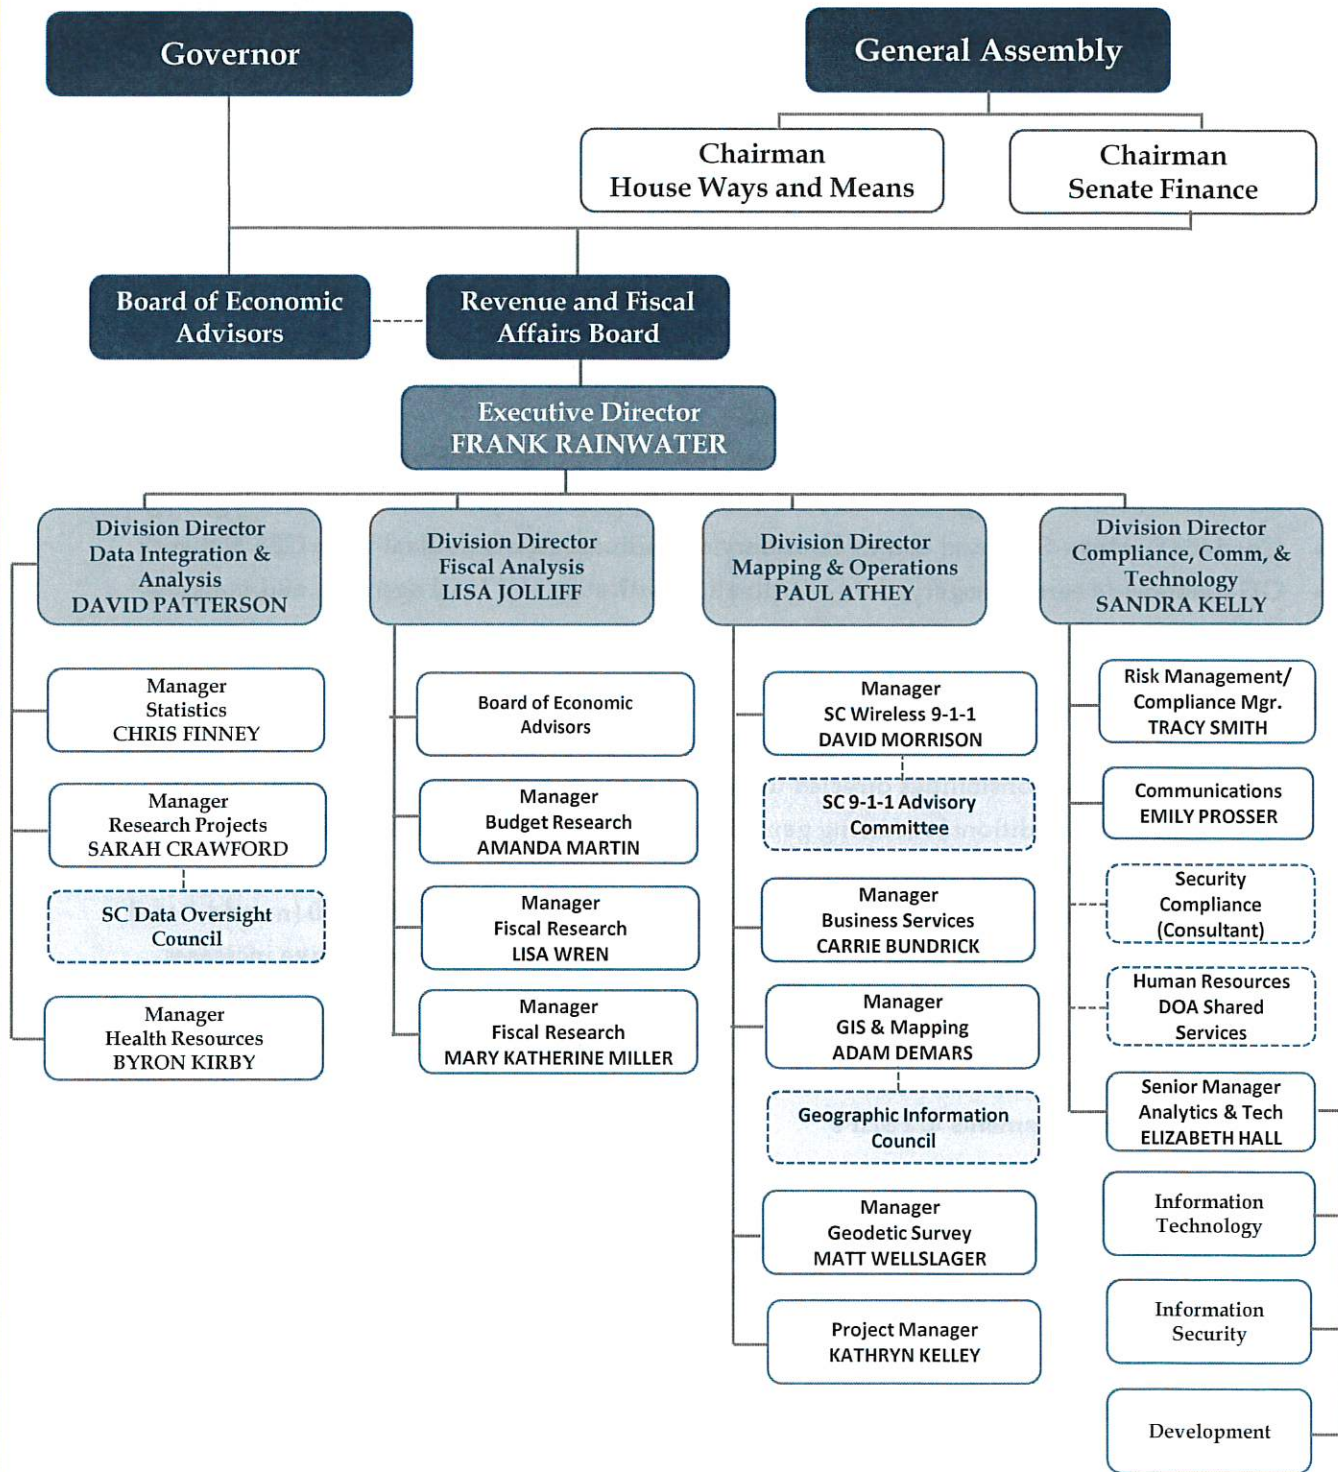 Governor
General Assembly
Chairman
House Ways and Means
Chairman
Senate Finance
Board of Economic
Advisors
Revenue and Fiscal
Affairs Board
Executive Director
FRANK RAINWATER
Division Director
Data Integration &
Analysis
DAVID PATTERSON
Manager
Statistics
CHRIS FINNEY
Manager
Research Projects
SARAH CRAWFORD
SC Data Oversight
Council
Manager
Health Resources
BYRON KIRBY
Division Director
Fiscal Analysis
LISA JOLLIFF
Board of Economic
Advisors
Manager
Budget Research
AMANDA MARTIN
Manager
Fiscal Research
LISA WREN
Manager
Fiscal Research
MARY KATHERINE MILLER
Division Director
Mapping & Operations
PAUL ATHEY
Manager
SC Wireless 9-1-1
DAVID MORRISON
SC 9-1-1 Advisory
Committee
Manager
Business Services
CARRIE BUNDRICK
Manager
GIS & Mapping
ADAM DEMARS
Geographic Information
Council
Manager
Geodetic Survey
MATT WELLSLAGER
Project Manager
KATHRYN KELLEY
Division Director
Compliance, Comm, &
Technology
SANDRA KELLY
Risk Management/
Compliance Mgr.
TRACY SMITH
Communications
EMILY PROSSER
Security
Compliance
(Consultant)
Human Resources
DOA Shared
Services
Senior Manager
Analytics & Tech
ELIZABETH HALL
Information
Technology
Information
Security
Development